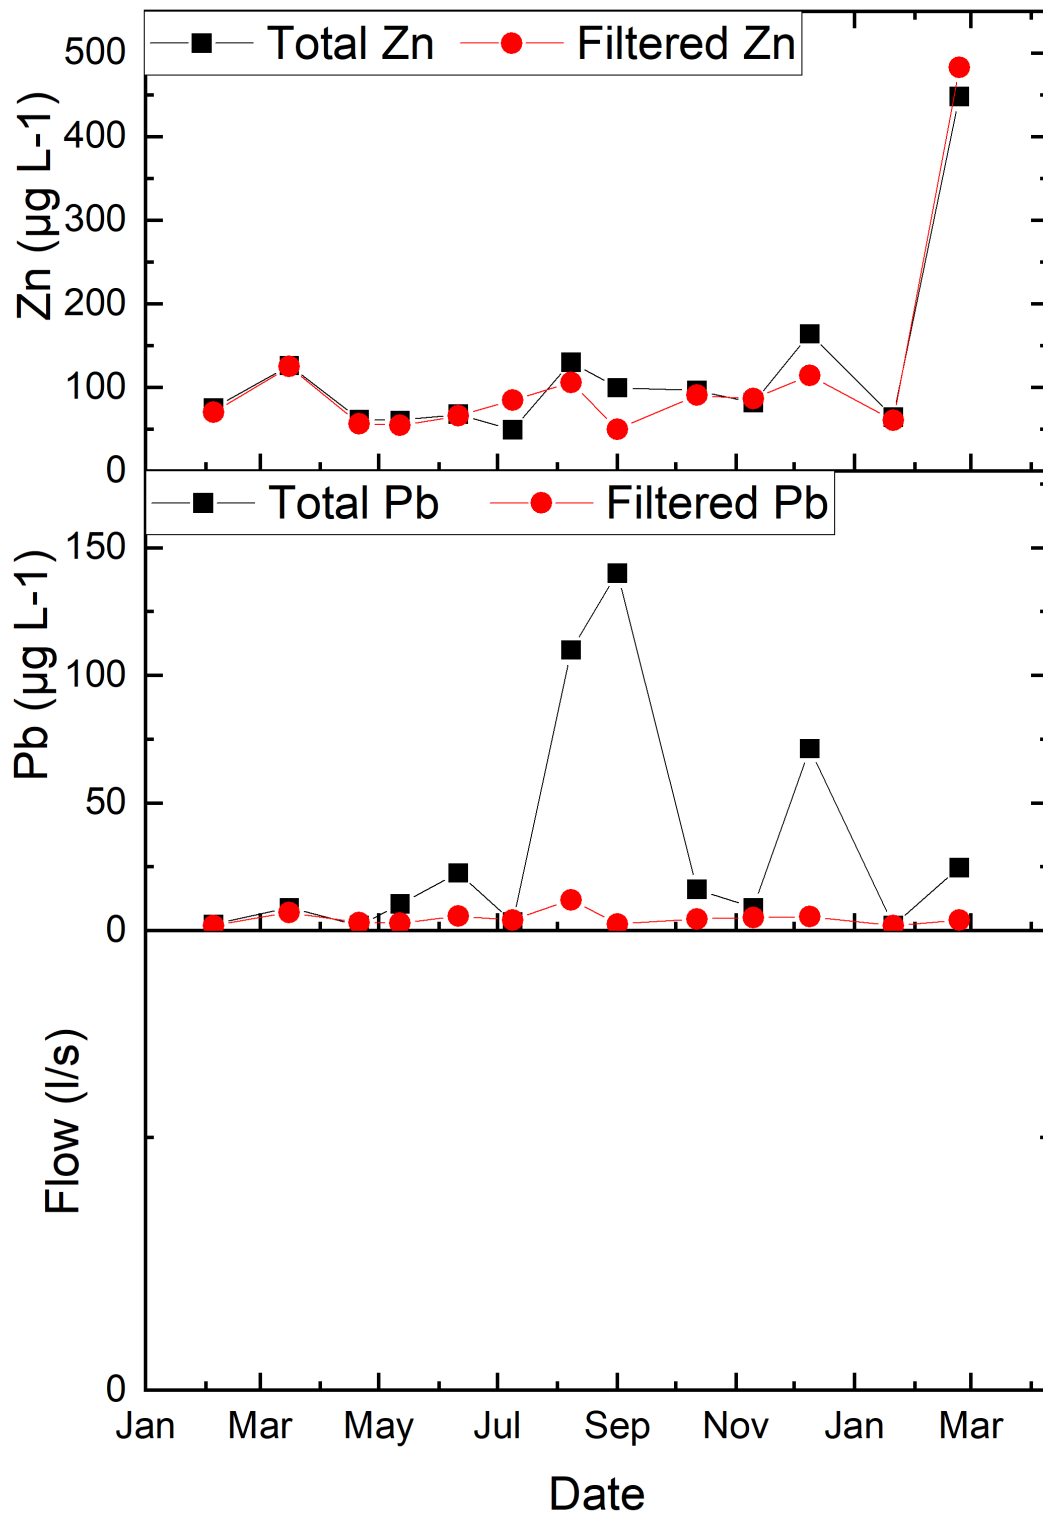 Total Zn Filtered Zn
500
400
300
200
100
0
Zn (µg L-1)
Total Pb Filtered Pb
150
100
50
0
Pb (µg L-1)
Flow (l/s)
0
Jan Mar May Jul Sep Nov Jan Mar
Date